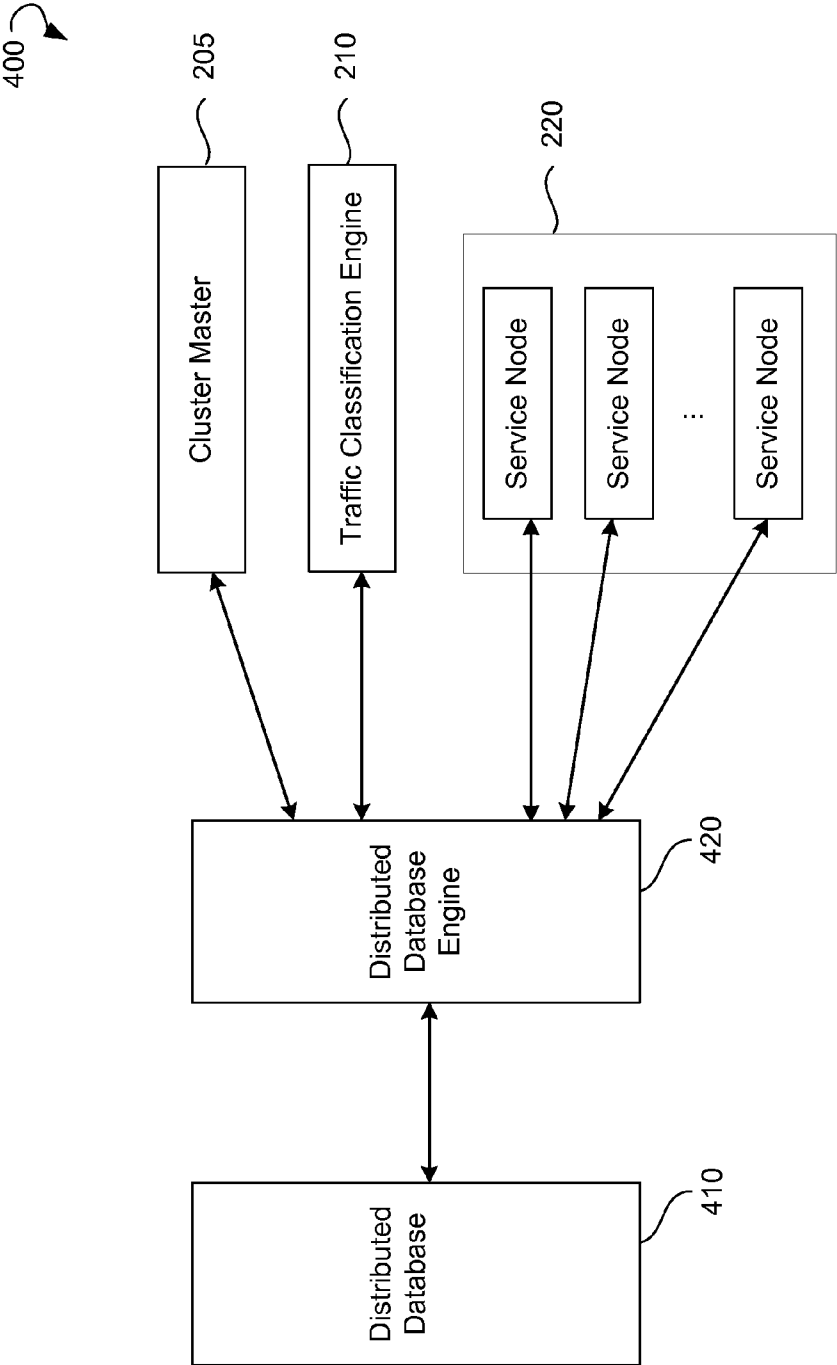 400
Cluster Master
205
Traffic Classification Engine
210
220
Service Node
Service Node
...
Service Node
Distributed
Database
Engine
420
Distributed
Database
410